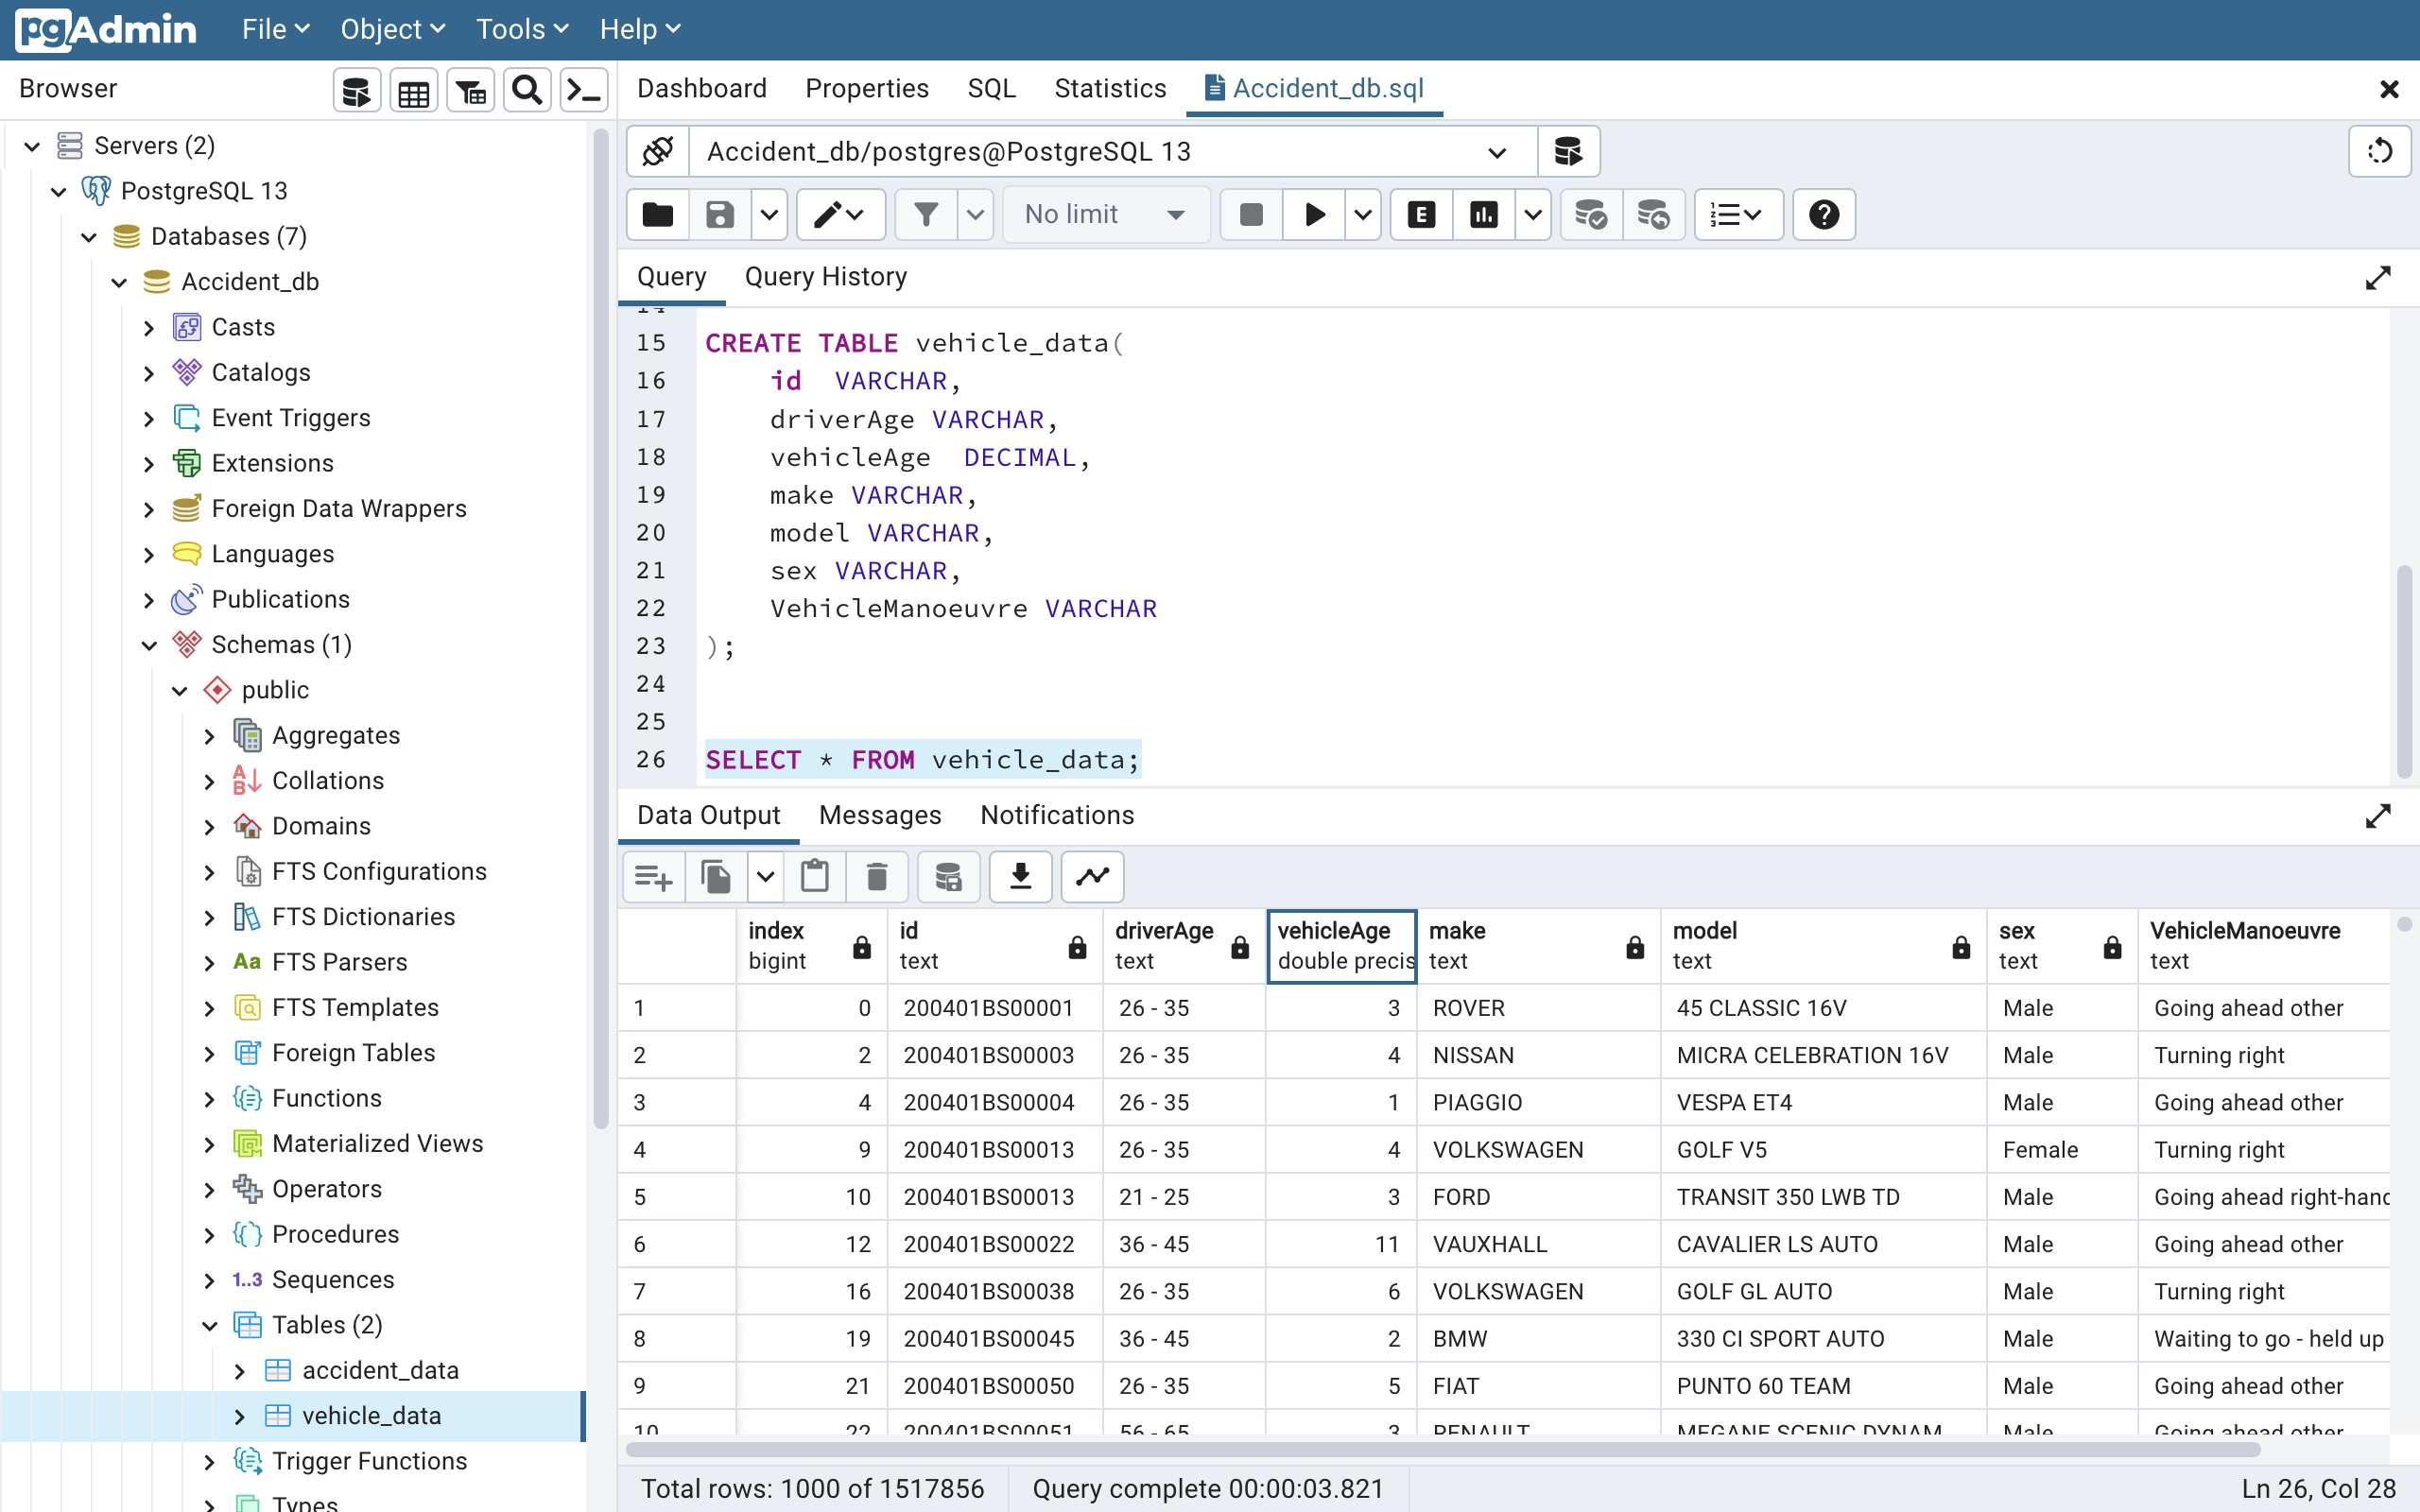 pgAdmin File Object Tools Help
Browser
Dashboard Properties SQL Statistics Accident_db.sql
Servers (2)
PostgreSQL 13
Databases (7)
Accident_db
Casts
Catalogs
Event Triggers
Extensions
Foreign Data Wrappers
Languages
Publications
Schemas (1)
public
Aggregates
Collations
Domains
FTS Configurations
FTS Dictionaries
Aa FTS Parsers
FTS Templates
Foreign Tables
Functions
Materialized Views
Operators
Procedures
1..3 Sequences
Tables (2)
accident_data
vehicle_data
Trigger Functions
Types
Accident_db/postgres@PostgreSQL 13
No limit
E
Query Query History
14
15 CREATE TABLE vehicle_data(
16 id VARCHAR,
17 driverAge VARCHAR,
18 vehicleAge DECIMAL,
19 make VARCHAR,
20 model VARCHAR,
21 sex VARCHAR,
22 VehicleManoeuvre VARCHAR
23 );
24
25
26 SELECT * FROM vehicle_data;
Data Output Messages Notifications
index id driverAge vehicleAge make model sex VehicleManoeuvre
bigint text text double precis text text text text
1 0 200401BS00001 26 - 35 3 ROVER 45 CLASSIC 16V Male Going ahead other
2 2 200401BS00003 26 - 35 4 NISSAN MICRA CELEBRATION 16V Male Turning right
3 4 200401BS00004 26 - 35 1 PIAGGIO VESPA ET4 Male Going ahead other
4 9 200401BS00013 26 - 35 4 VOLKSWAGEN GOLF V5 Female Turning right
5 10 200401BS00013 21 - 25 3 FORD TRANSIT 350 LWB TD Male Going ahead right-hand
6 12 200401BS00022 36 - 45 11 VAUXHALL CAVALIER LS AUTO Male Going ahead other
7 16 200401BS00038 26 - 35 6 VOLKSWAGEN GOLF GL AUTO Male Turning right
8 19 200401BS00045 36 - 45 2 BMW 330 CI SPORT AUTO Male Waiting to go - held up
9 21 200401BS00050 26 - 35 5 FIAT PUNTO 60 TEAM Male Going ahead other
10 22 200401BS00051 56 - 65 3 RENAULT MEGANE SCENIC DYNAM Male Going ahead other
Total rows: 1000 of 1517856 Query complete 00:00:03.821 Ln 26, Col 28